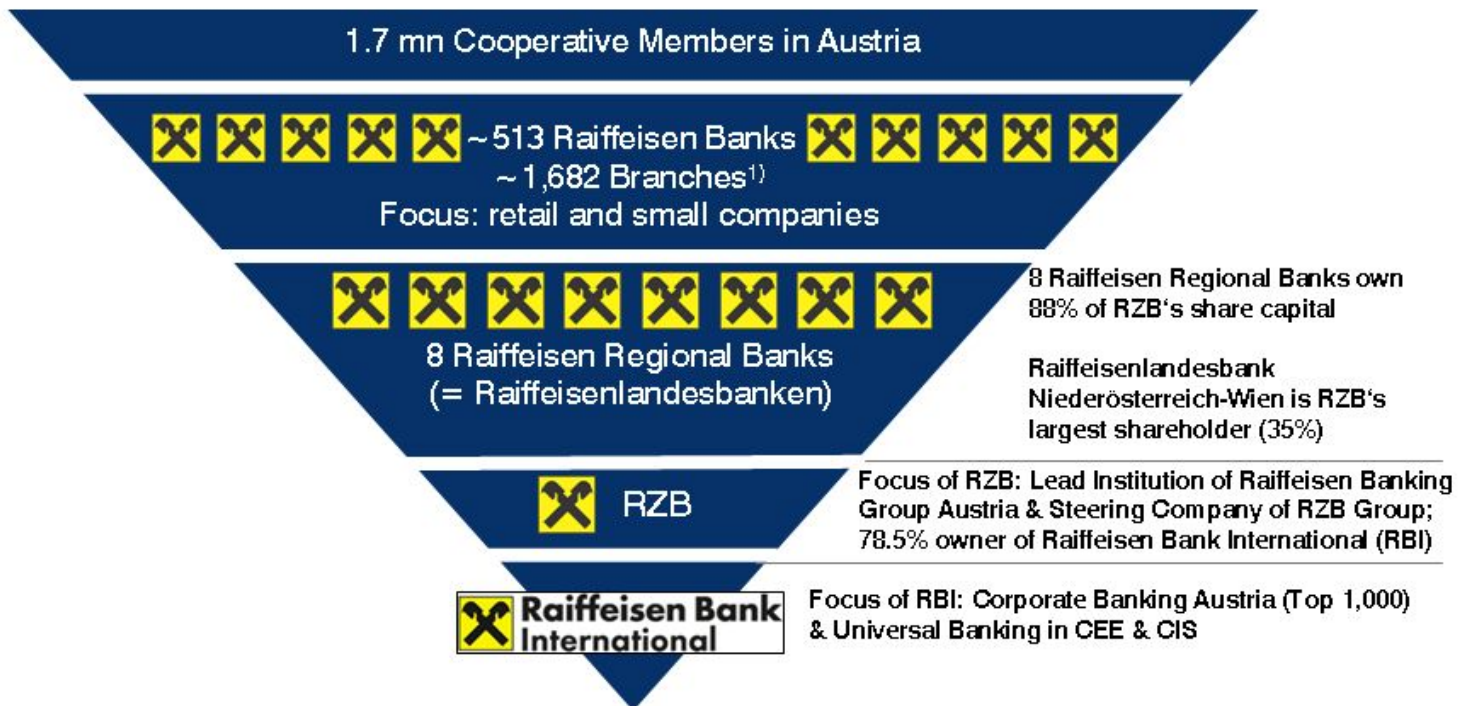 1.7 mn Cooperative Members in Austria
~513 Raiffeisen Banks
~1,682 Branches¹⁾
Focus: retail and small companies
8 Raiffeisen Regional Banks
(= Raiffeisenlandesbanken)
8 Raiffeisen Regional Banks own
88% of RZB‘s share capital
Raiffeisenlandesbank
Niederösterreich-Wien is RZB‘s
largest shareholder (35%)
RZB
Focus of RZB: Lead Institution of Raiffeisen Banking
Group Austria & Steering Company of RZB Group;
78.5% owner of Raiffeisen Bank International (RBI)
Raiffeisen Bank
International
Focus of RBI: Corporate Banking Austria (Top 1,000)
& Universal Banking in CEE & CIS